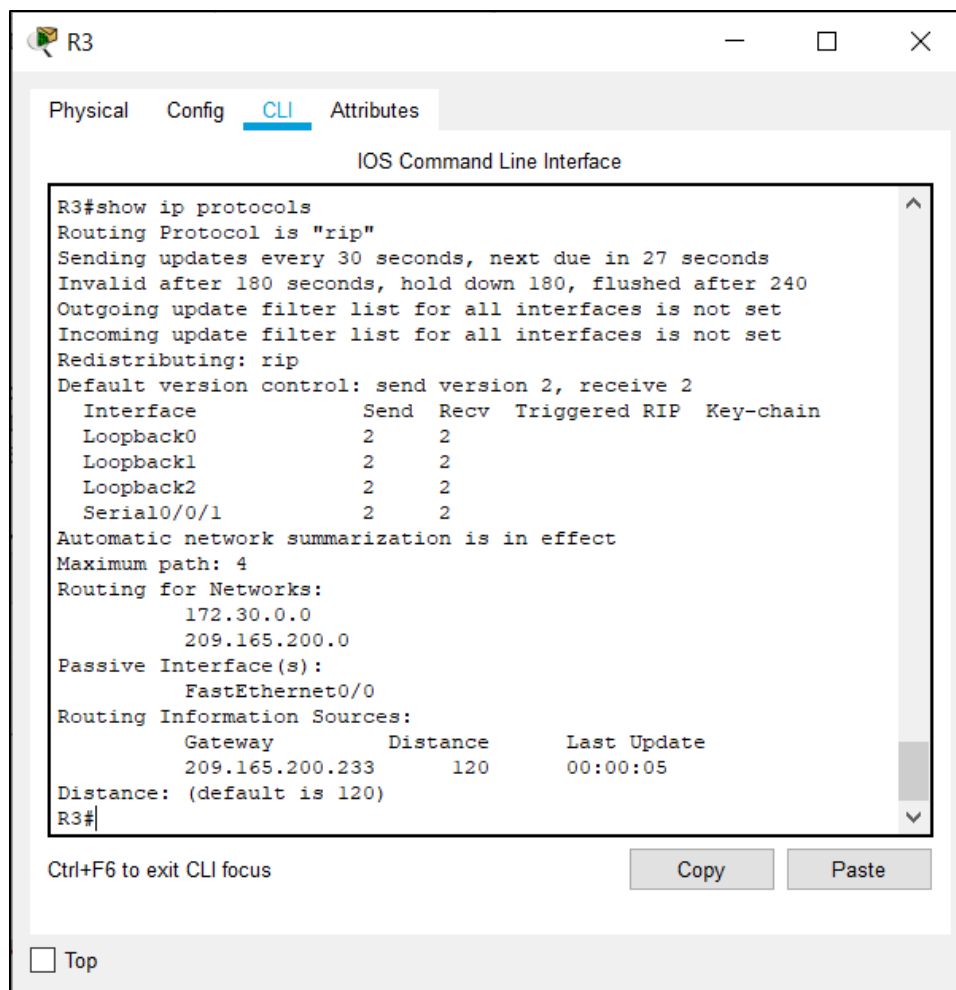 R3
Physical Config CLI Attributes
IOS Command Line Interface
R3#show ip protocols
Routing Protocol is "rip"
Sending updates every 30 seconds, next due in 27 seconds
Invalid after 180 seconds, hold down 180, flushed after 240
Outgoing update filter list for all interfaces is not set
Incoming update filter list for all interfaces is not set
Redistributing: rip
Default version control: send version 2, receive 2
  Interface             Send  Recv  Triggered RIP  Key-chain
  Loopback0             2     2
  Loopback1             2     2
  Loopback2             2     2
  Serial0/0/1           2     2
Automatic network summarization is in effect
Maximum path: 4
Routing for Networks:
          172.30.0.0
          209.165.200.0
Passive Interface(s):
          FastEthernet0/0
Routing Information Sources:
          Gateway         Distance      Last Update
          209.165.200.233      120      00:00:05
Distance: (default is 120)
R3#
Ctrl+F6 to exit CLI focus Copy Paste
Top